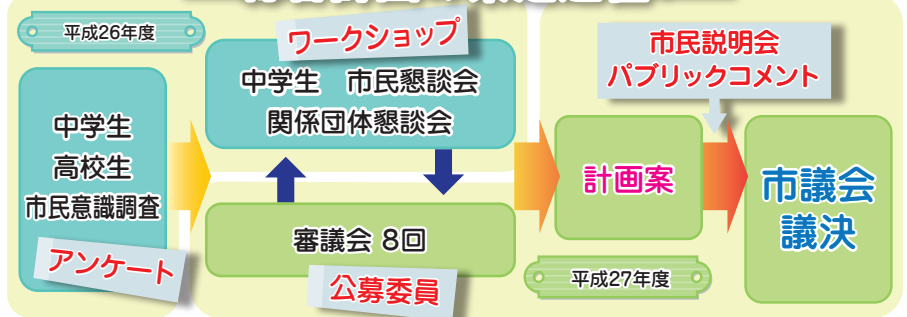 平成26年度
中学生
高校生
市民意識調査
アンケート
ワークショップ
中学生 市民懇談会
関係団体懇談会
審議会 8回
公募委員
市民説明会
パブリックコメント
計画案
平成27年度
市議会
議決